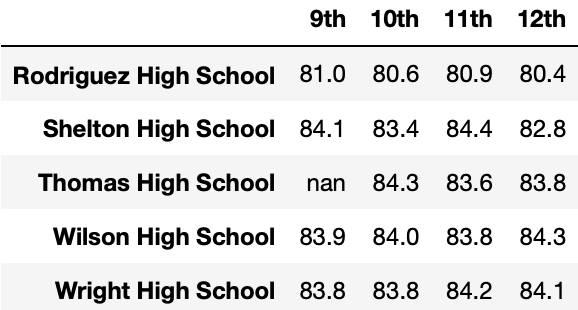 9th 10th 11th 12th
Rodriguez High School 81.0 80.6 80.9 80.4
Shelton High School 84.1 83.4 84.4 82.8
Thomas High School nan 84.3 83.6 83.8
Wilson High School 83.9 84.0 83.8 84.3
Wright High School 83.8 83.8 84.2 84.1